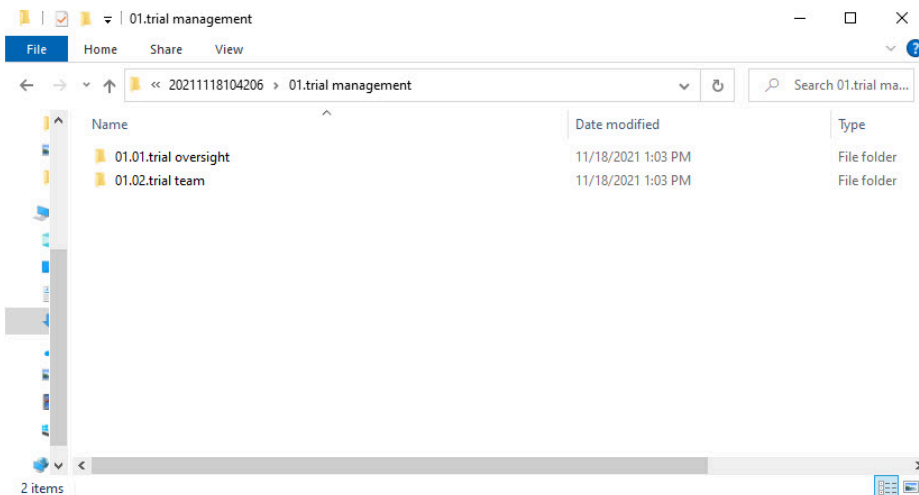 01.trial management
File Home Share View
« 20211118104206 › 01.trial management Search 01.trial ma...
Name Date modified Type
01.01.trial oversight 11/18/2021 1:03 PM File folder
01.02.trial team 11/18/2021 1:03 PM File folder
2 items